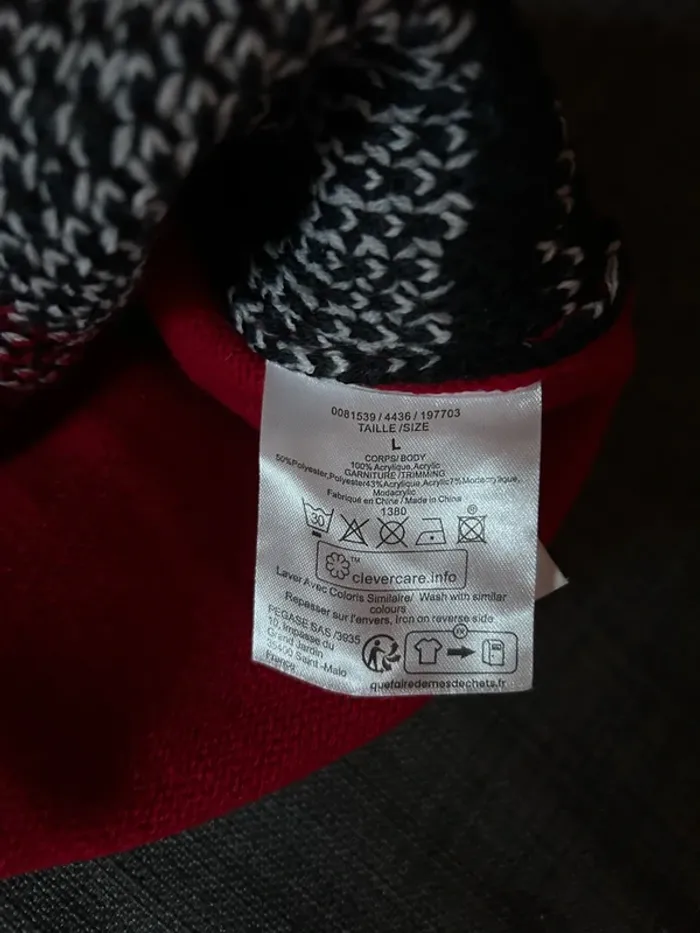 0081539 / 4436 / 197703
TAILLE /SIZE
L
CORPS/ BODY
100% Acrylique,Acrylic
GARNITURE /TRIMMING
50%Polyester,Polyester43%Acrylique,Acrylic7%Modacrylique,
Modacrylic
Fabriqué en Chine / Made in China
1380
30
TM
clevercare.info
Laver Avec Coloris Similaire/ Wash with similar
colours
Repasser sur l'envers, Iron on reverse side
PEGASE SAS /3935
10, Impasse du
Grand Jardin
35400 Saint -Malo
France
FR
quefairedemesdechets.fr